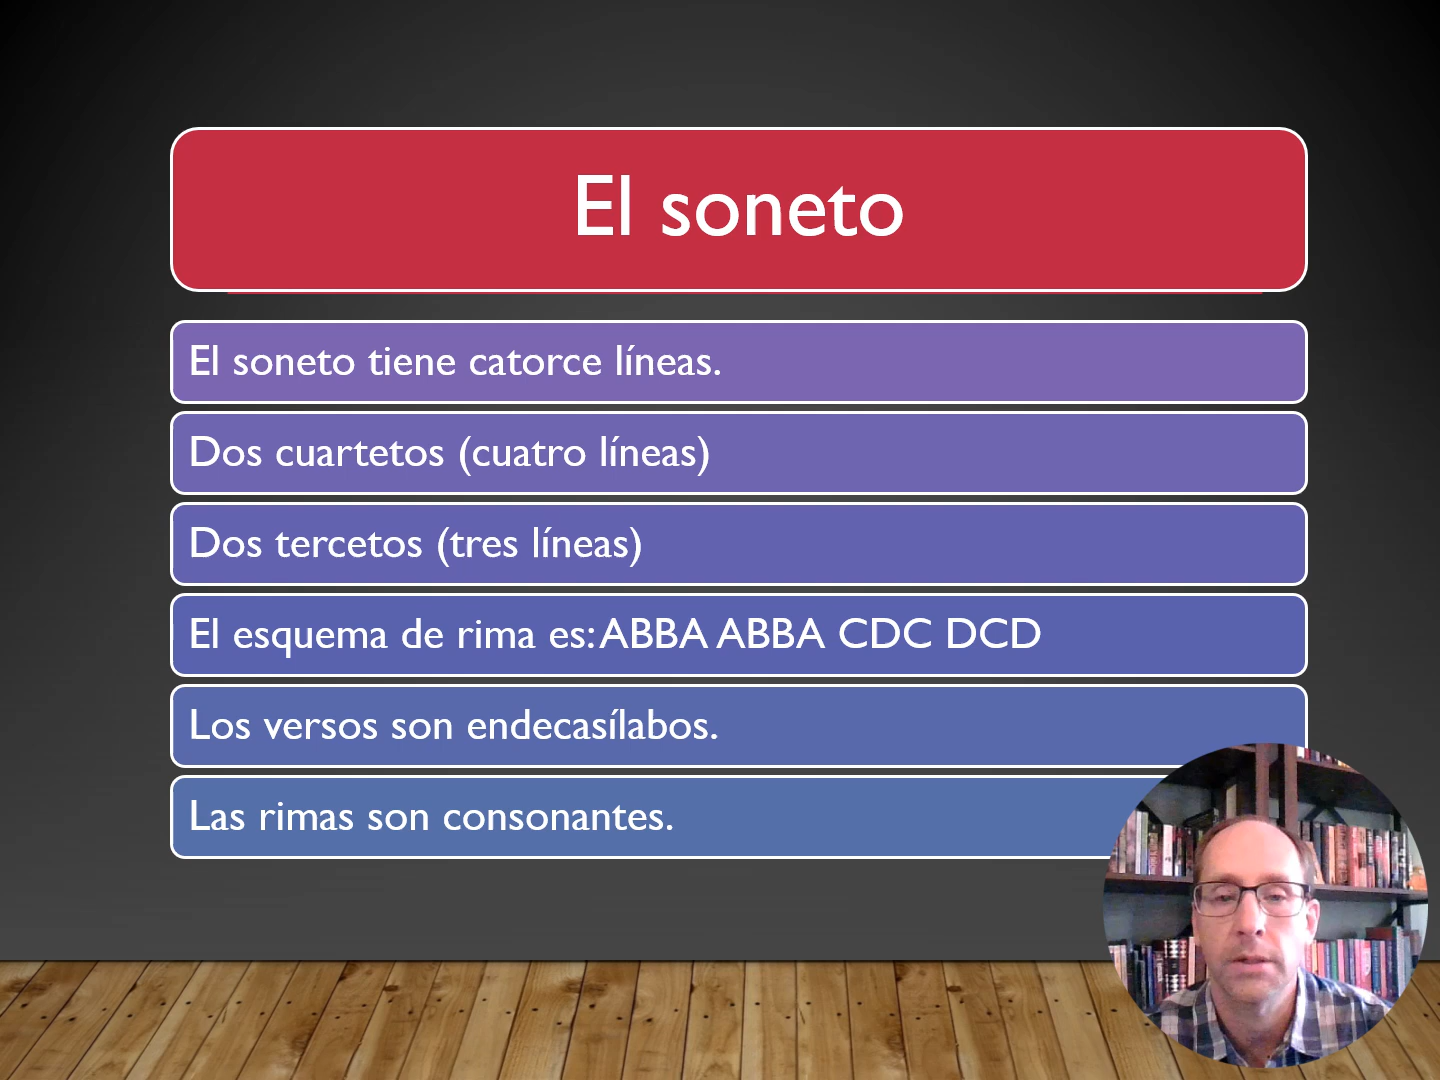 El soneto
El soneto tiene catorce líneas.
Dos cuartetos (cuatro líneas)
Dos tercetos (tres líneas)
El esquema de rima es: ABBA ABBA CDC DCD
Los versos son endecasílabos.
Las rimas son consonantes.